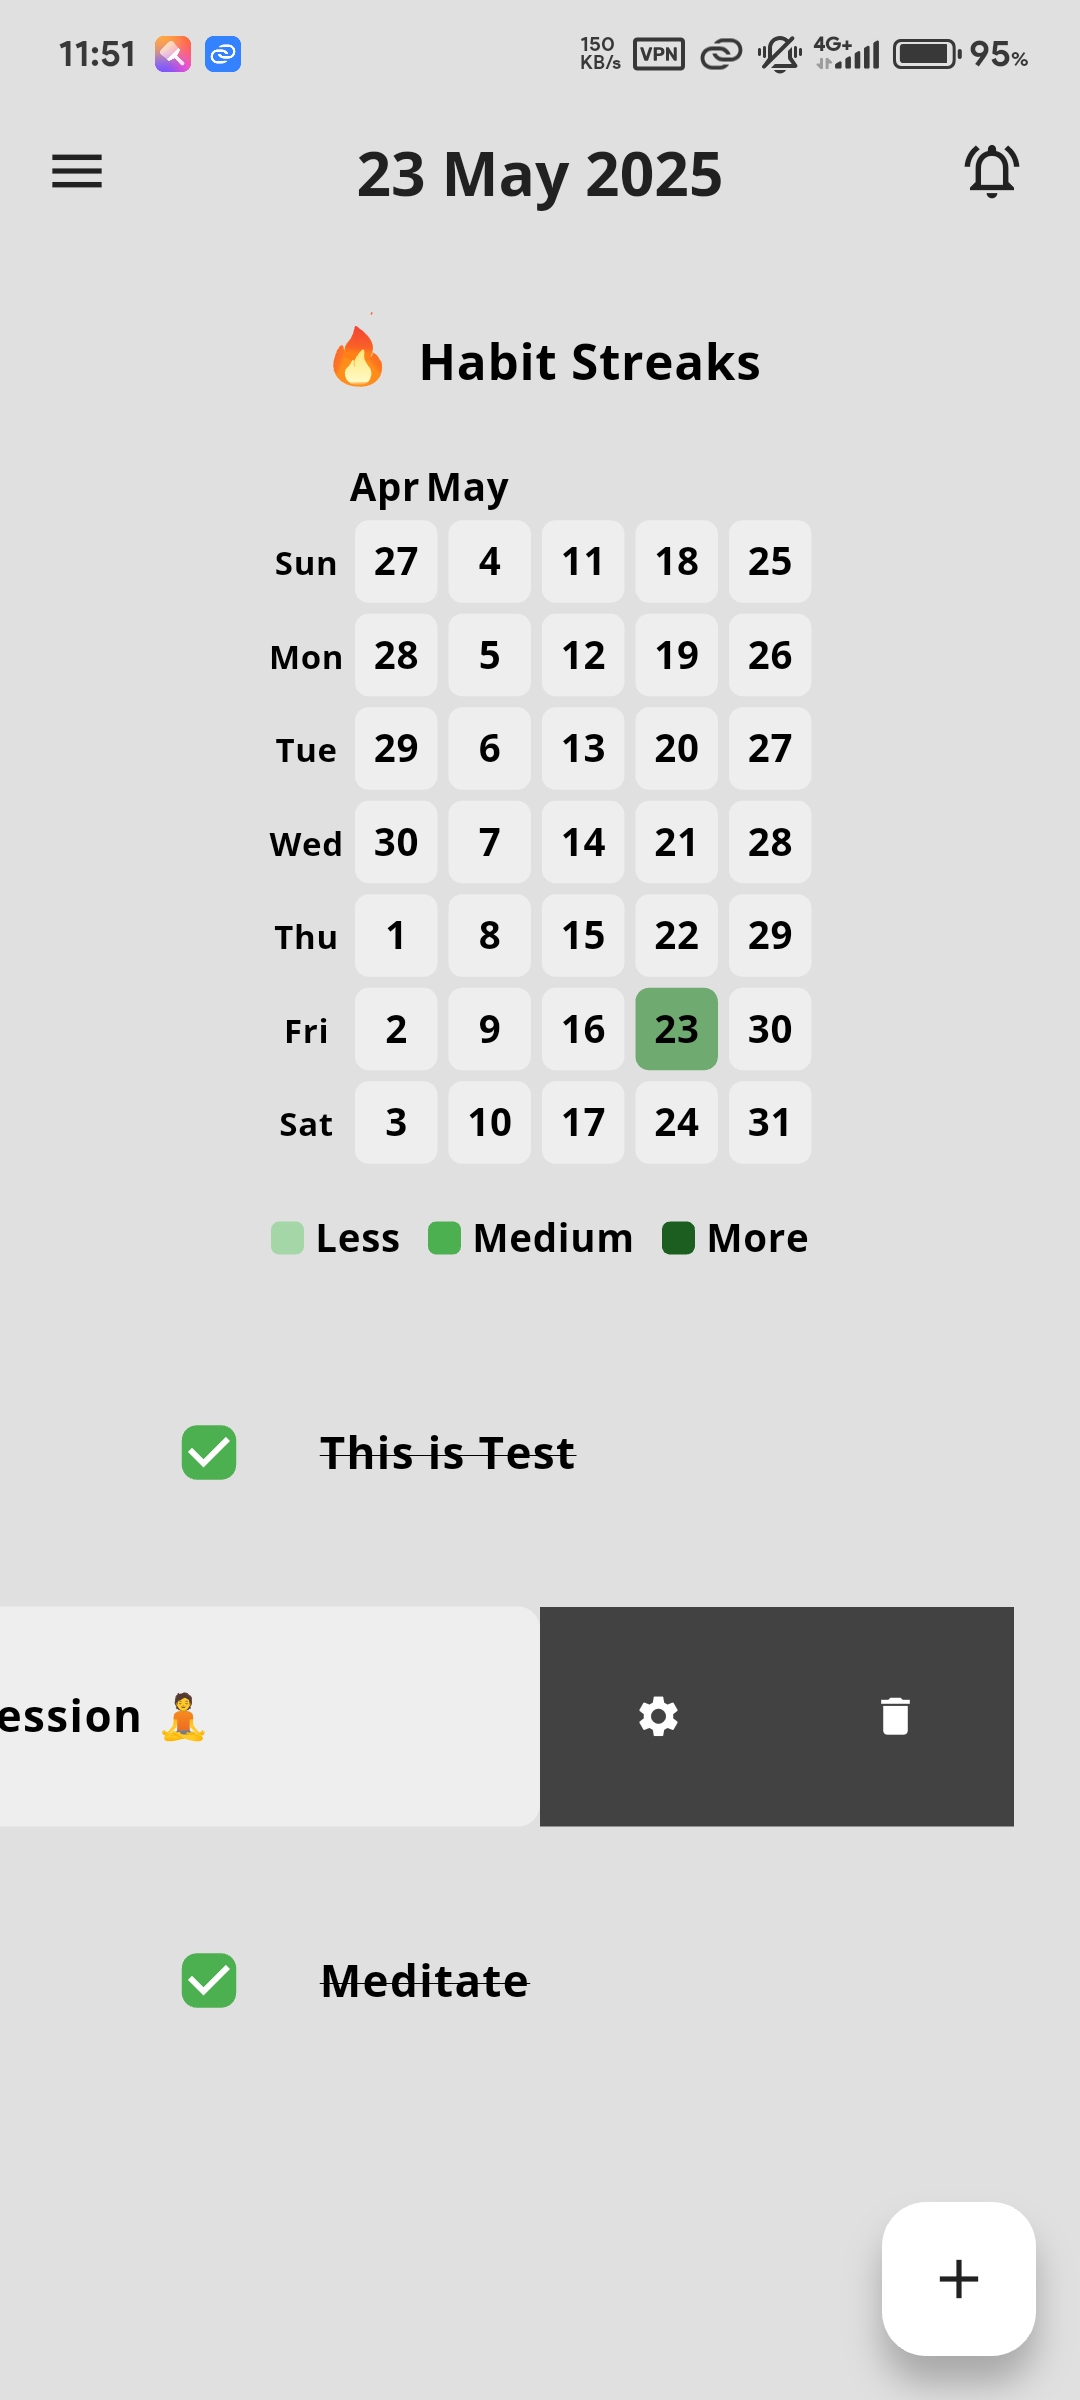 11:51 150 KB/s VPN 4G+ 95%
23 May 2025
🔥 Habit Streaks
Apr May
Sun 27 4 11 18 25
Mon 28 5 12 19 26
Tue 29 6 13 20 27
Wed 30 7 14 21 28
Thu 1 8 15 22 29
Fri 2 9 16 23 30
Sat 3 10 17 24 31
Less Medium More
This is Test
ession 🧘
Meditate